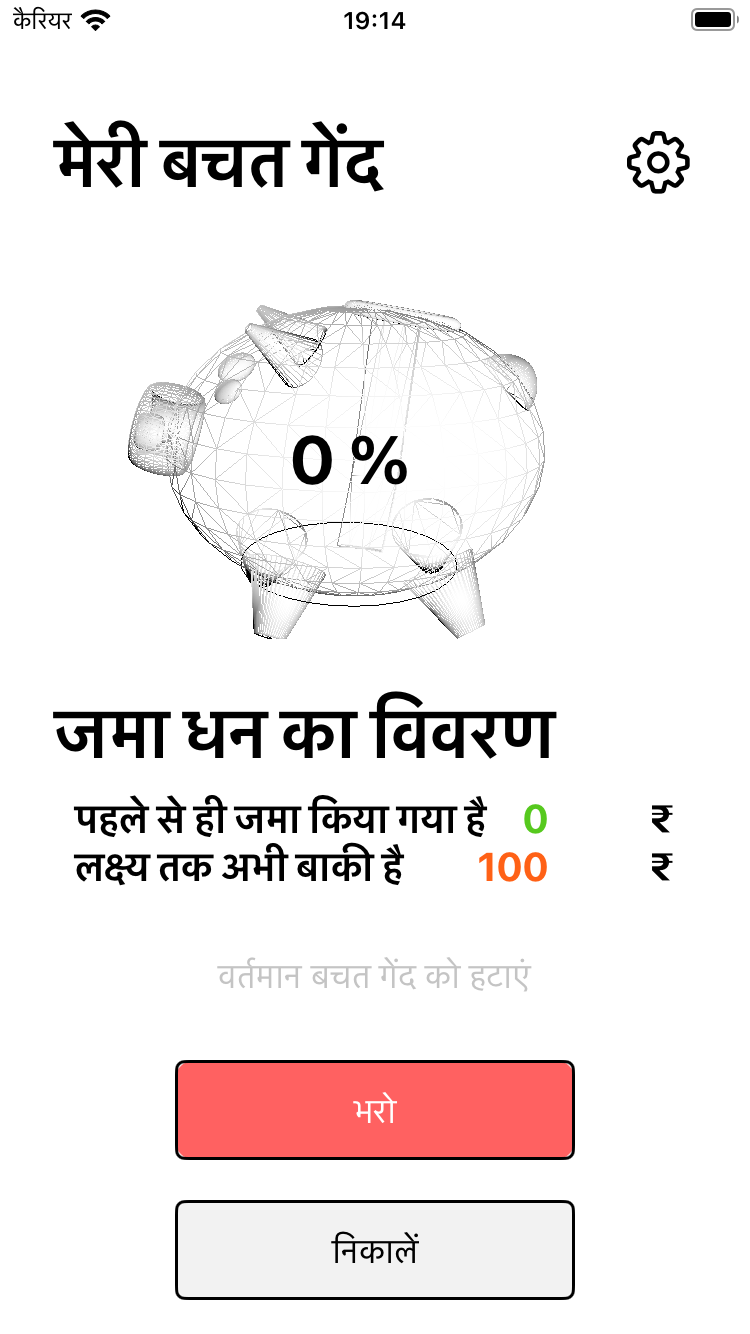 कैरियर 19:14
मेरी बचत गेंद
0 %
जमा धन का विवरण
पहले से ही जमा किया गया है 0 ₹
लक्ष्य तक अभी बाकी है 100 ₹
वर्तमान बचत गेंद को हटाएं
भरो
निकालें